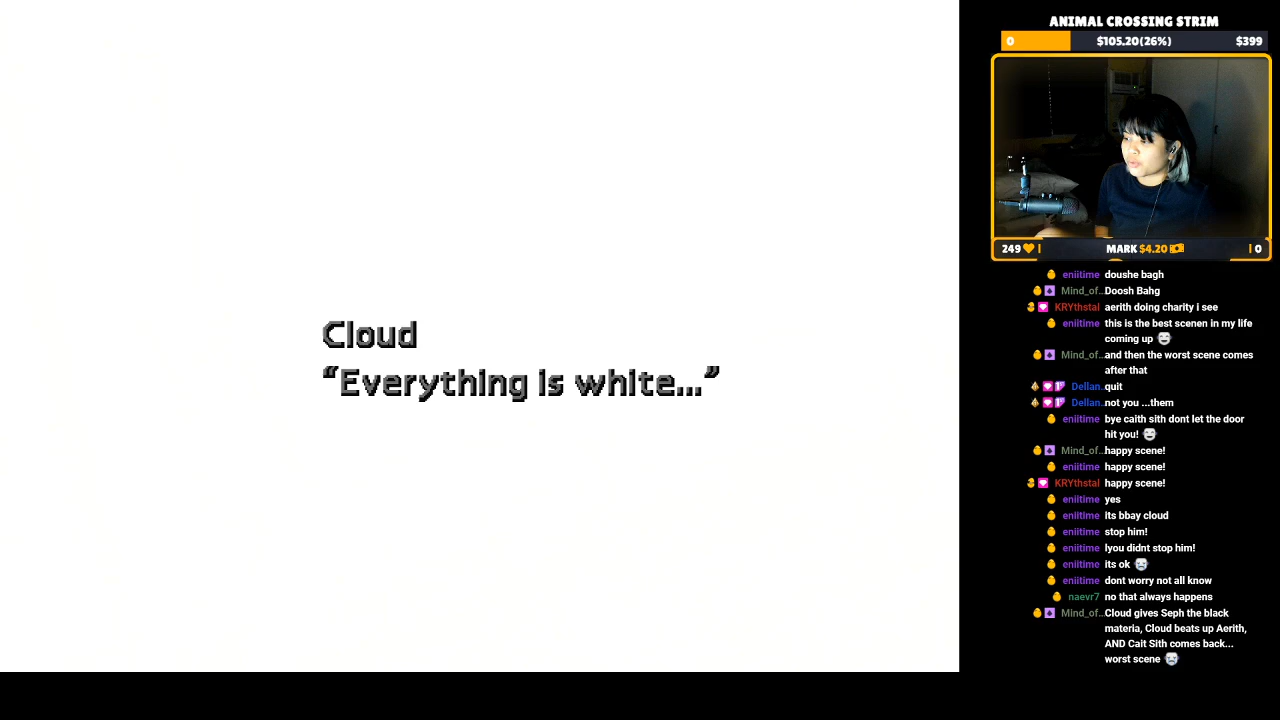 Cloud
“Everything is white...”
ANIMAL CROSSING STRIM
0 $105.20(26%) $399
249 MARK $4.20 0
eniitime doushe bagh
Mind_of... Doosh Bahg
KRYthstal aerith doing charity i see
eniitime this is the best scenen in my life
coming up
Mind_of... and then the worst scene comes
after that
Dellan... quit
Dellan... not you ...them
eniitime bye caith sith dont let the door
hit you!
Mind_of... happy scene!
eniitime happy scene!
KRYthstal happy scene!
eniitime yes
eniitime its bbay cloud
eniitime stop him!
eniitime lyou didnt stop him!
eniitime its ok
eniitime dont worry not all know
naevr7 no that always happens
Mind_of... Cloud gives Seph the black
materia, Cloud beats up Aerith,
AND Cait Sith comes back...
worst scene